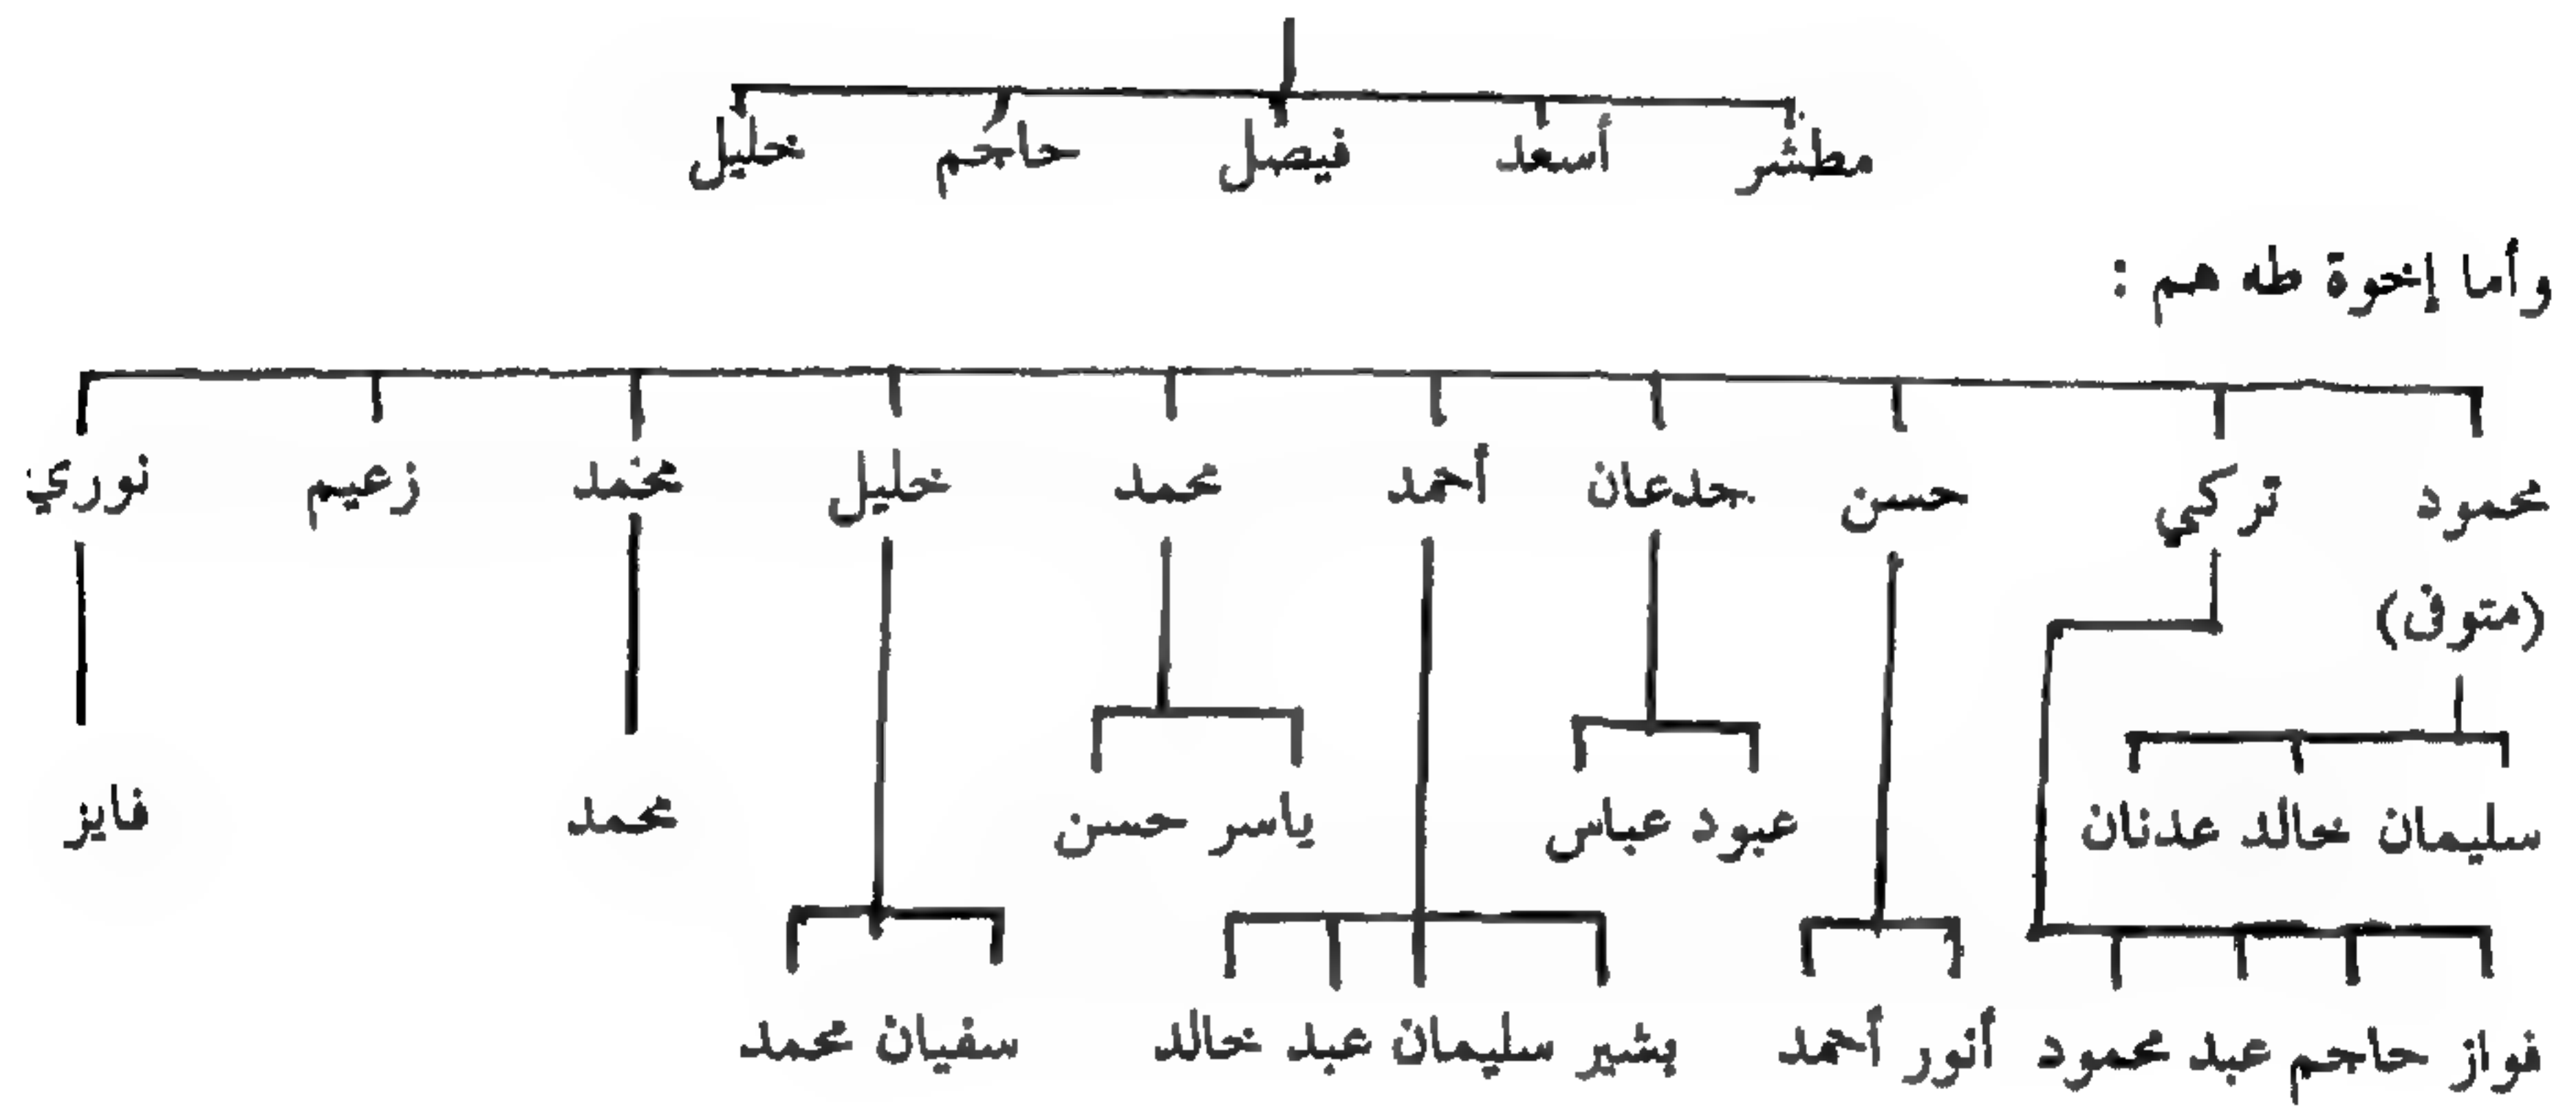 مطشر أسعد فيصل حاجم خليل
وأما إخوة طه هم :
محمود تركي حسن جدعان أحمد محمد خليل محمد زعيم نوري
(متوفى)
سليمان خالد عدنان عبود عباس ياسر حسن محمد فايز
فواز حاجم عبد محمود أنور أحمد بشير سليمان عبد خالد سفيان محمد